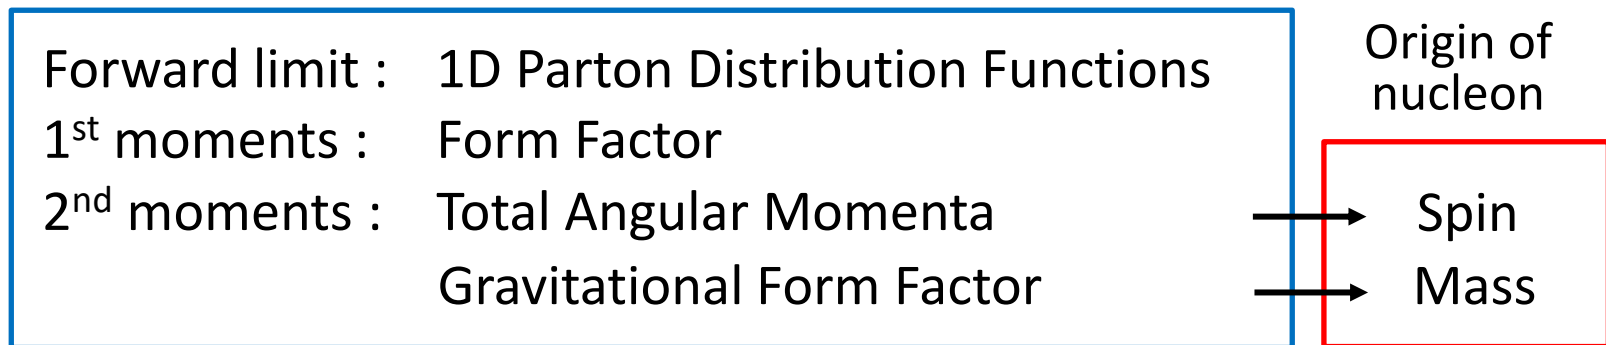 Forward limit : 1D Parton Distribution Functions
1st moments : Form Factor
2nd moments : Total Angular Momenta
Gravitational Form Factor
Origin of
nucleon
Spin
Mass